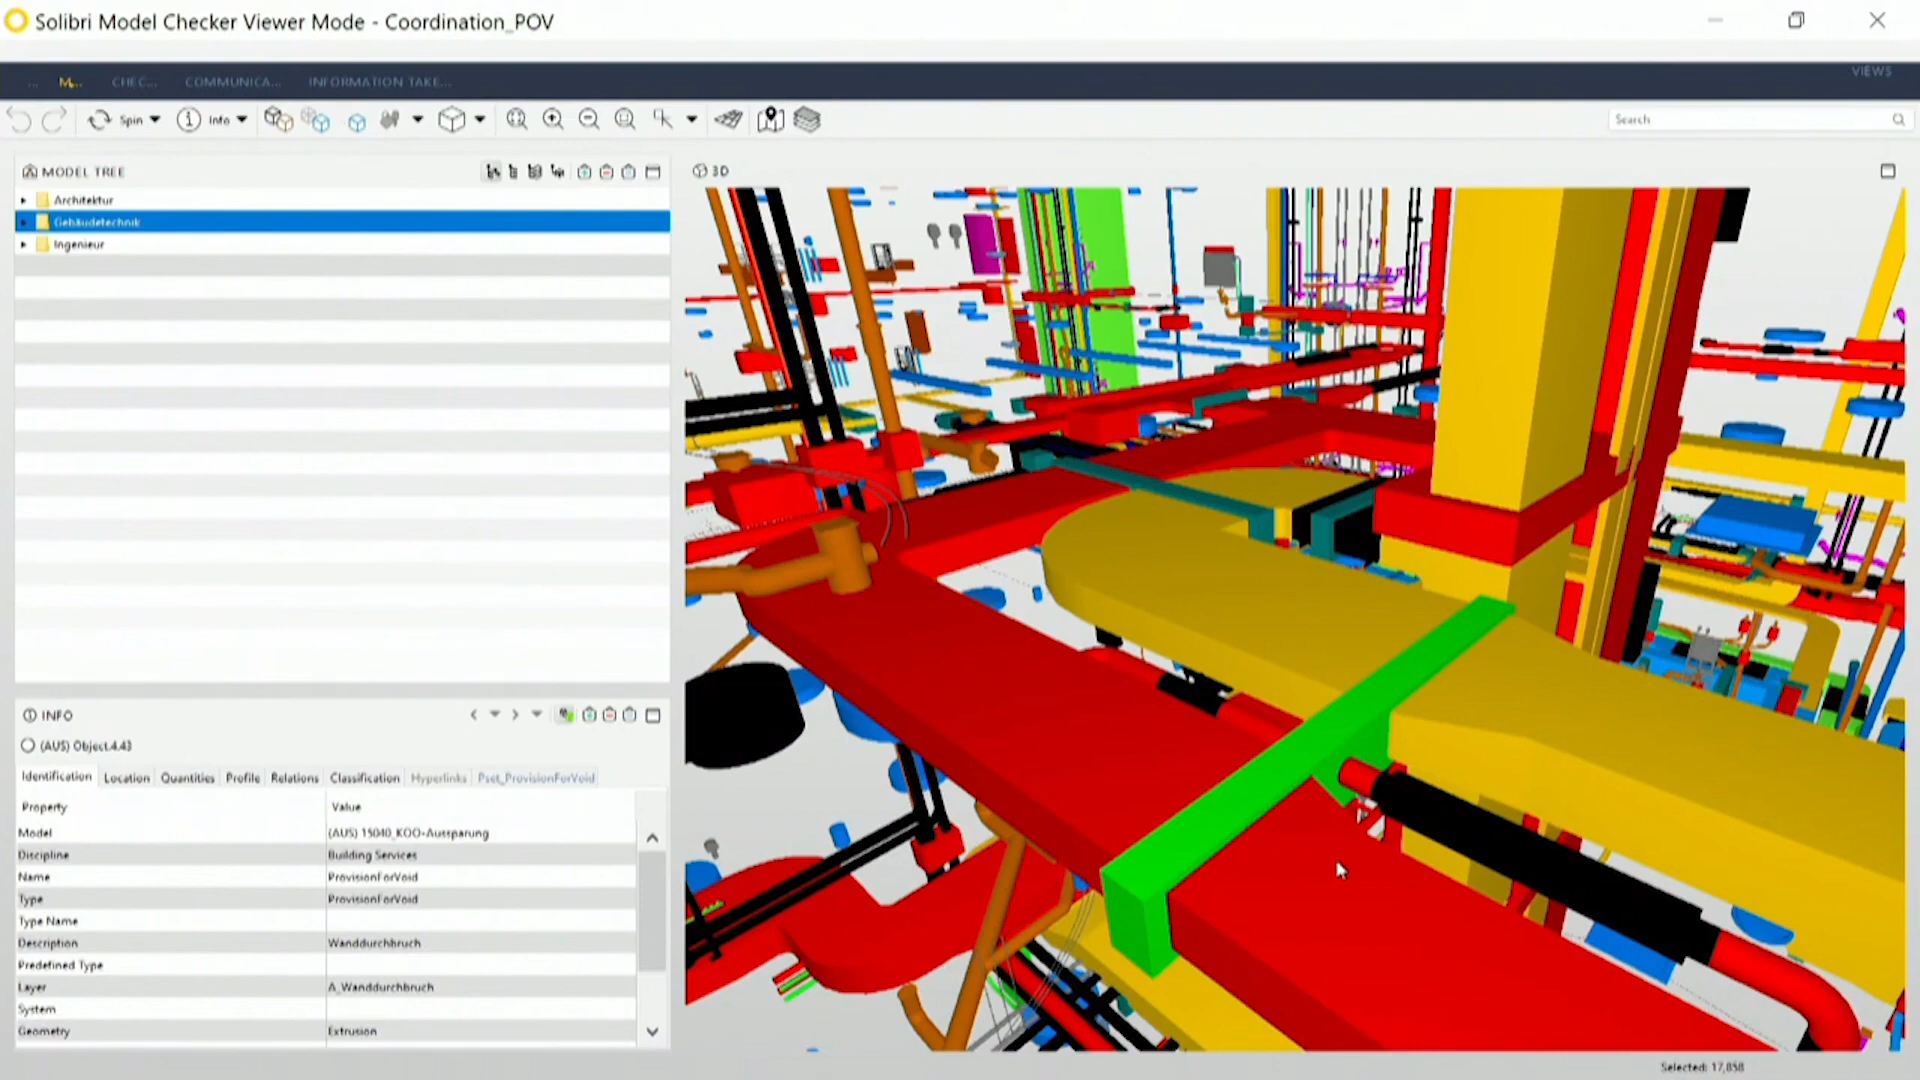 Solibri Model Checker Viewer Mode - Coordination_POV
... M... CHEC... COMMUNICA... INFORMATION TAKE... VIEWS
Spin Info Search
MODEL TREE
3D
Architektur
Gebäudetechnik
Ingenieur
INFO
(AUS) Object.4.43
Identification Location Quantities Profile Relations Classification Hyperlinks Pset_ProvisionForVoid
Property Value
Model (AUS) 15040_KOO-Aussparung
Discipline Building Services
Name ProvisionForVoid
Type ProvisionForVoid
Type Name
Description Wanddurchbruch
Predefined Type
Layer A_Wanddurchbruch
System
Geometry Extrusion
Selected: 17,858